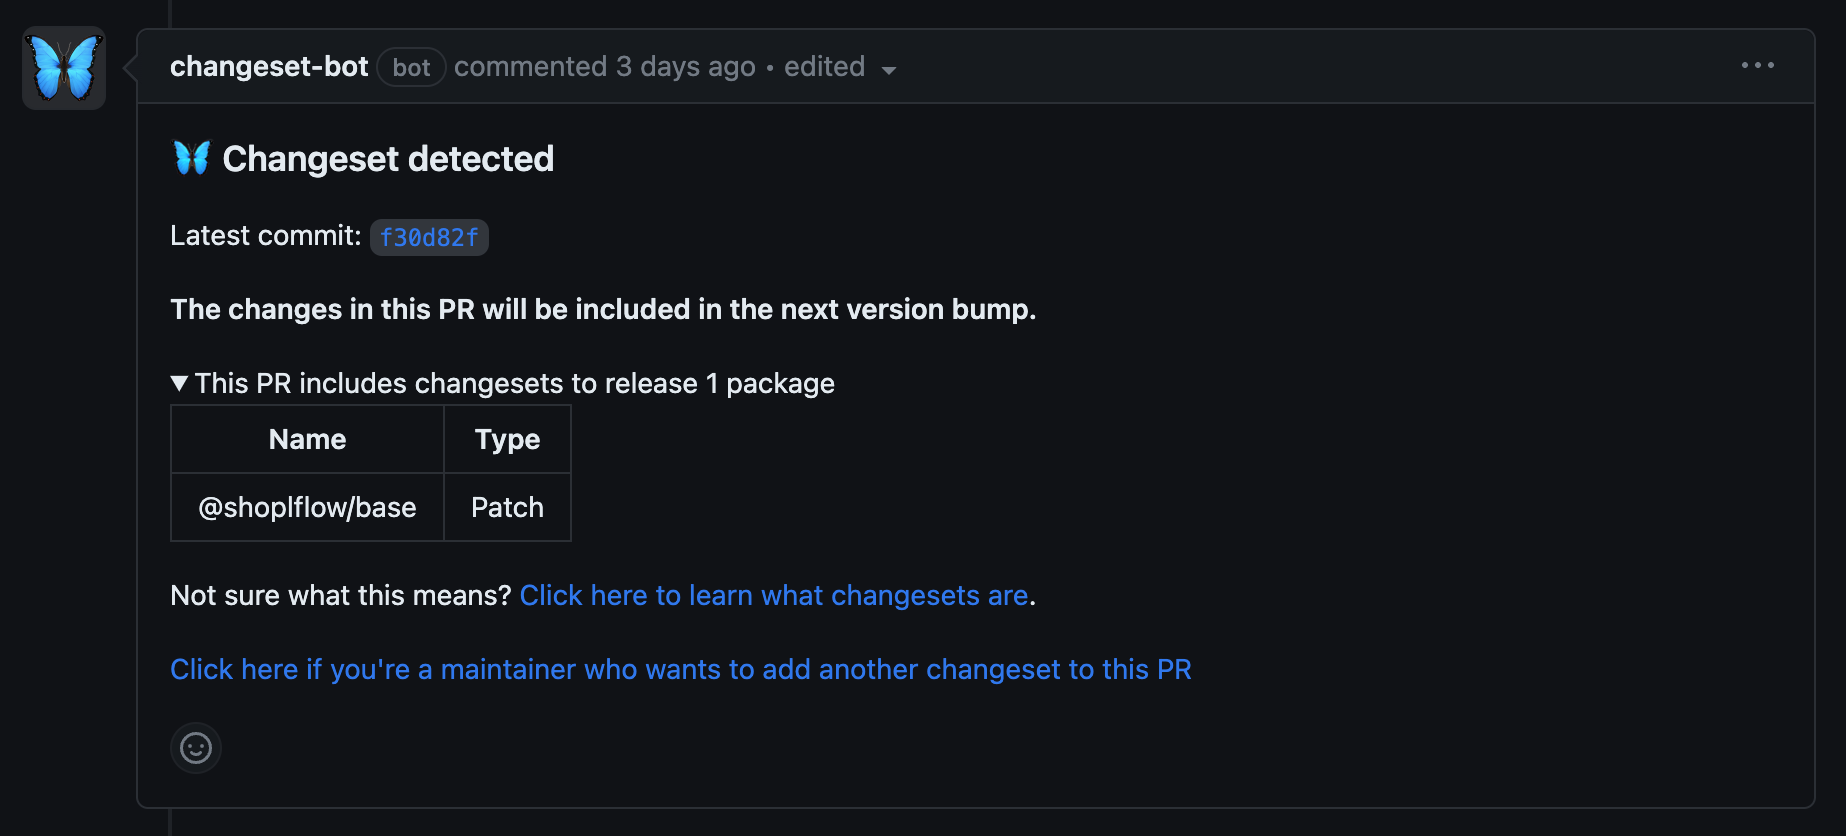 changeset-bot bot commented 3 days ago • edited
Changeset detected
Latest commit: f30d82f
The changes in this PR will be included in the next version bump.
▼ This PR includes changesets to release 1 package
Name Type
@shoplflow/base Patch
Not sure what this means? Click here to learn what changesets are.
Click here if you're a maintainer who wants to add another changeset to this PR